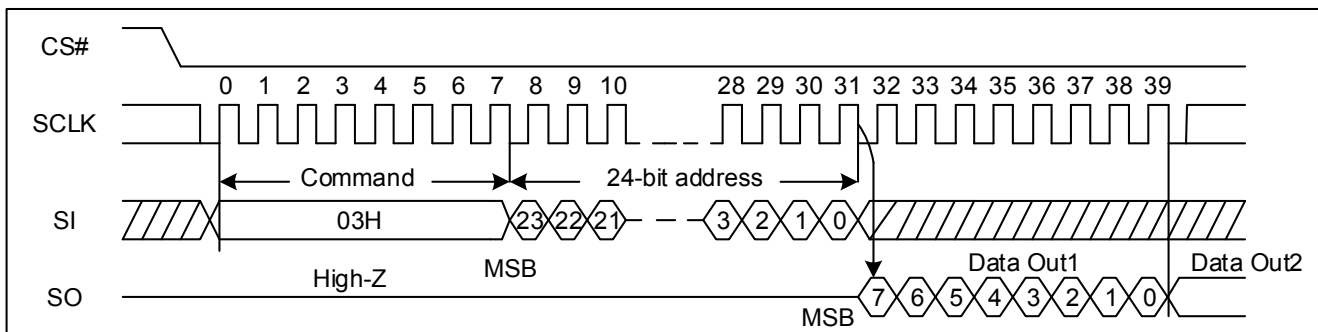 CS#
0 1 2 3 4 5 6 7 8 9 10 28 29 30 31 32 33 34 35 36 37 38 39
SCLK
Command 24-bit address
SI 03H 23 22 21 3 2 1 0
High-Z MSB Data Out1 Data Out2
SO 7 6 5 4 3 2 1 0
MSB